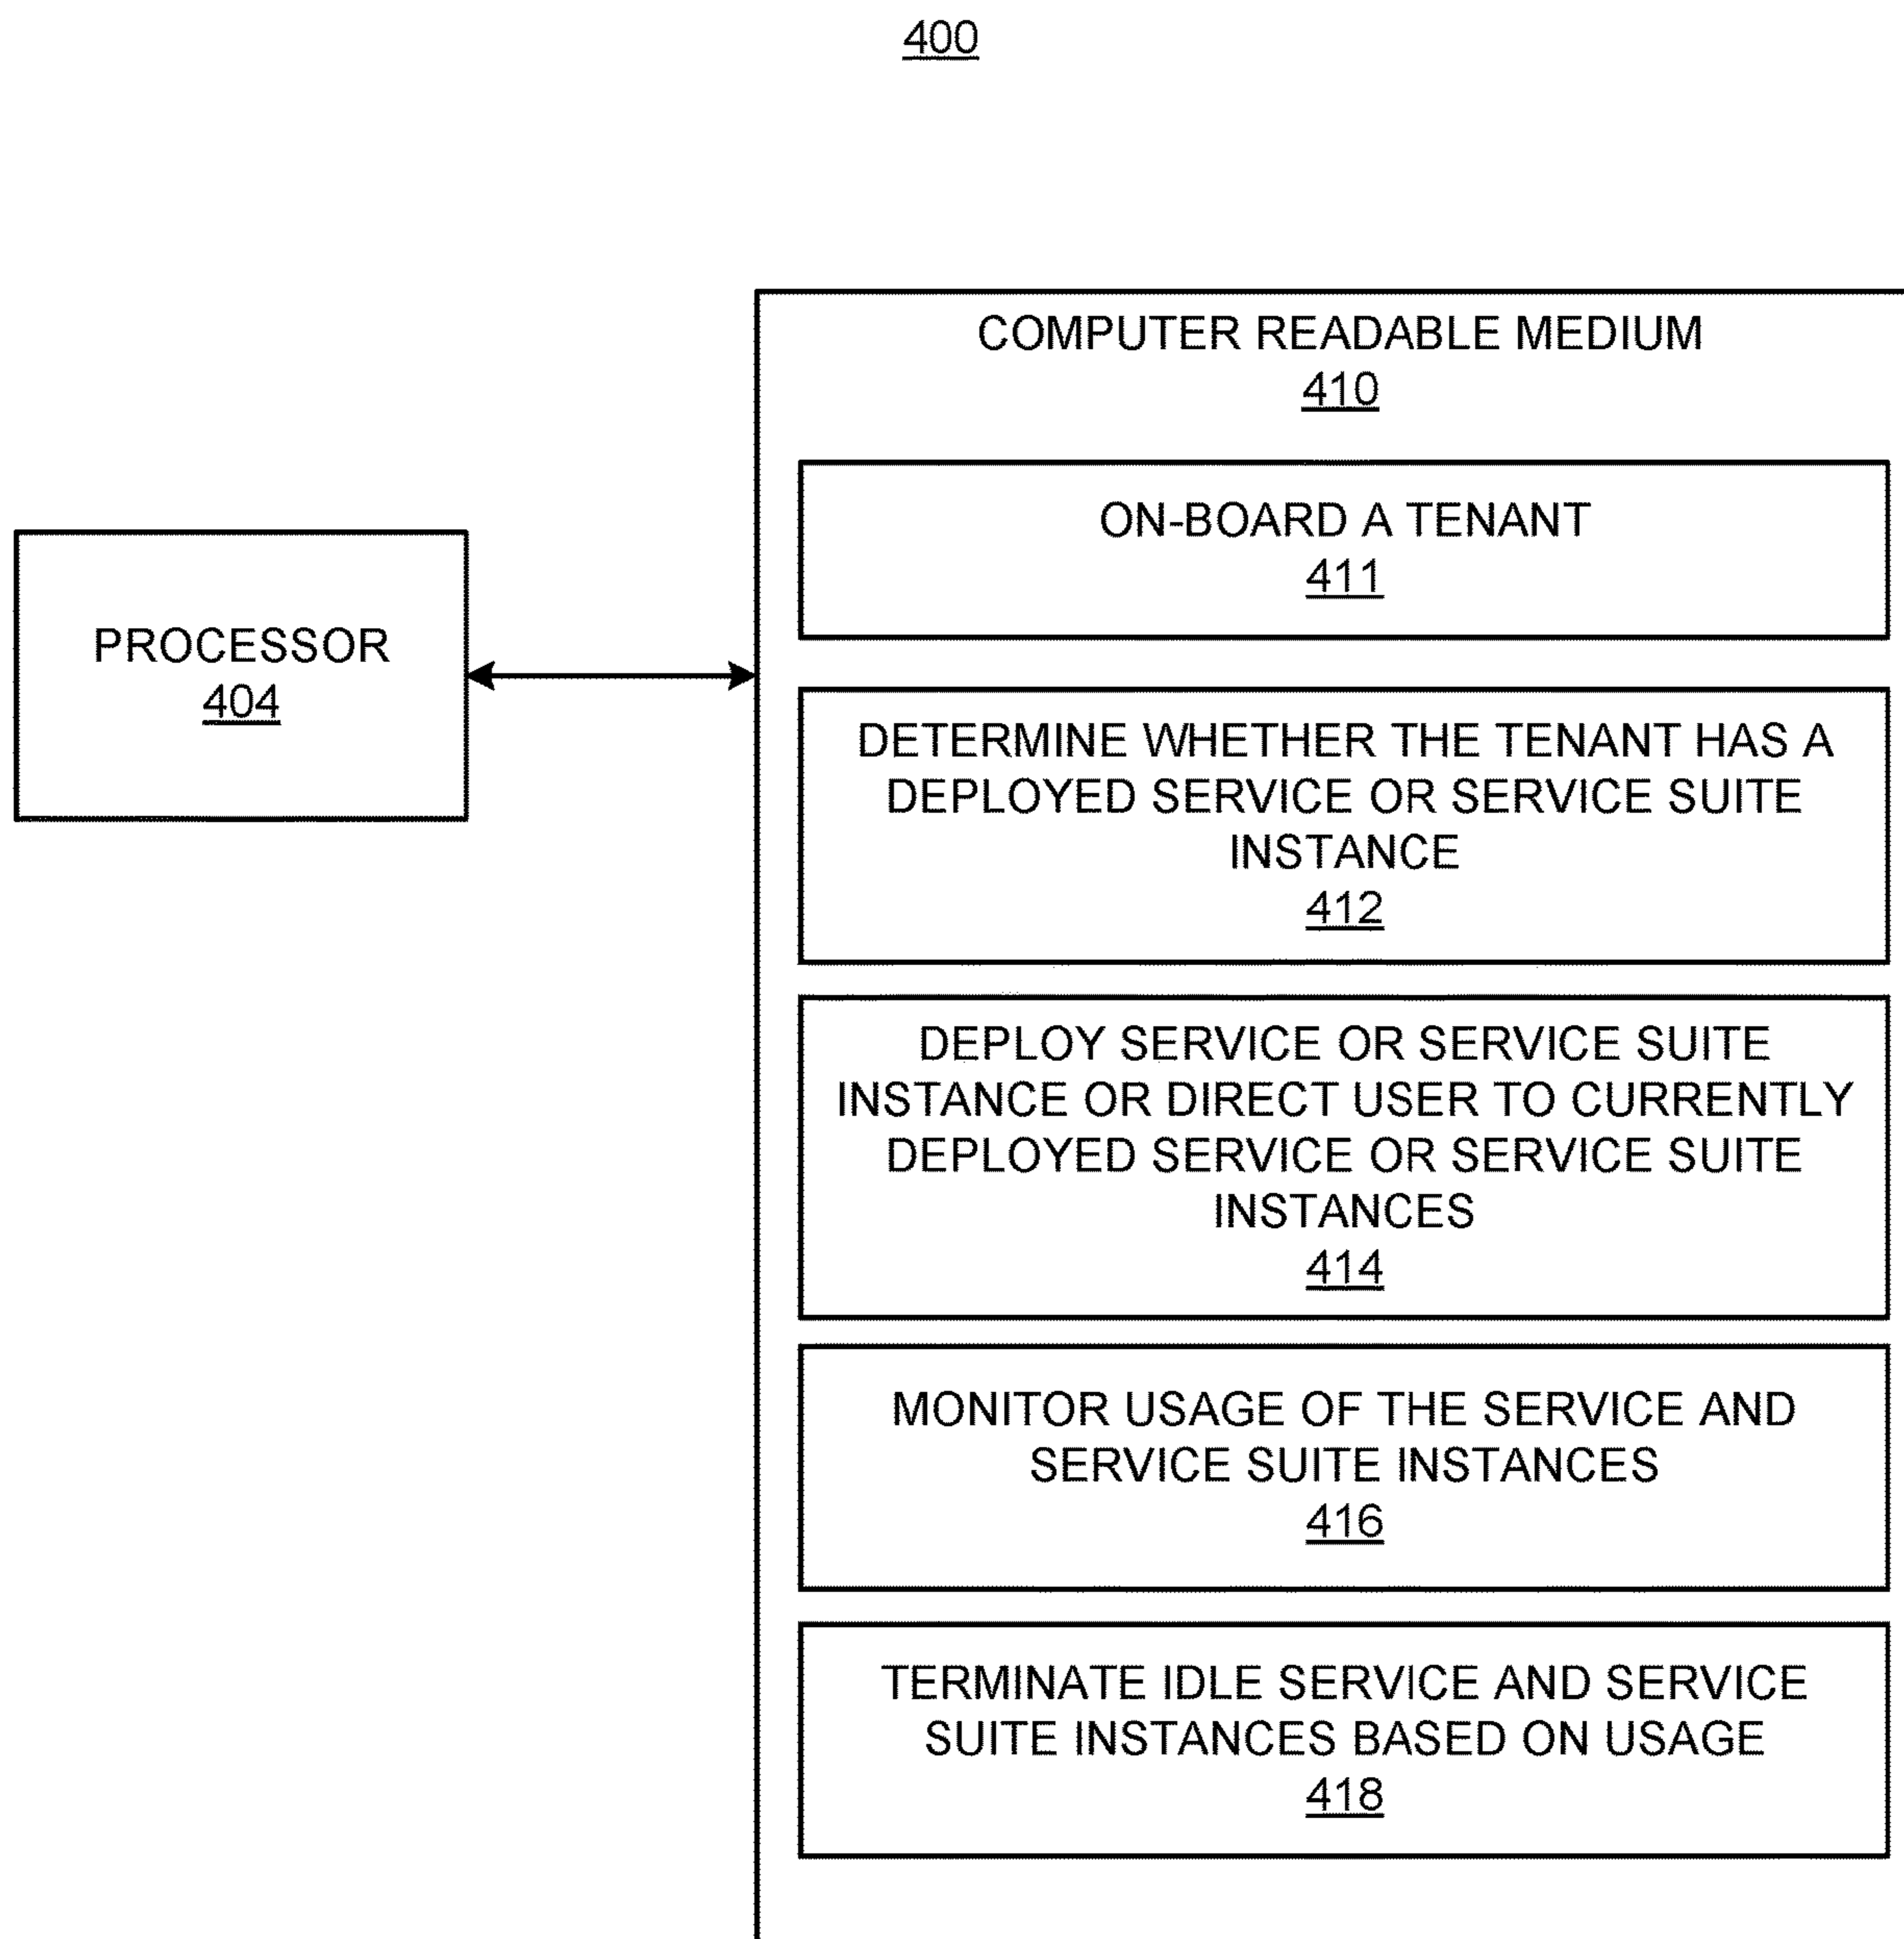 400
COMPUTER READABLE MEDIUM
410
ON-BOARD A TENANT
411
PROCESSOR
404
DETERMINE WHETHER THE TENANT HAS A
DEPLOYED SERVICE OR SERVICE SUITE
INSTANCE
412
DEPLOY SERVICE OR SERVICE SUITE
INSTANCE OR DIRECT USER TO CURRENTLY
DEPLOYED SERVICE OR SERVICE SUITE
INSTANCES
414
MONITOR USAGE OF THE SERVICE AND
SERVICE SUITE INSTANCES
416
TERMINATE IDLE SERVICE AND SERVICE
SUITE INSTANCES BASED ON USAGE
418